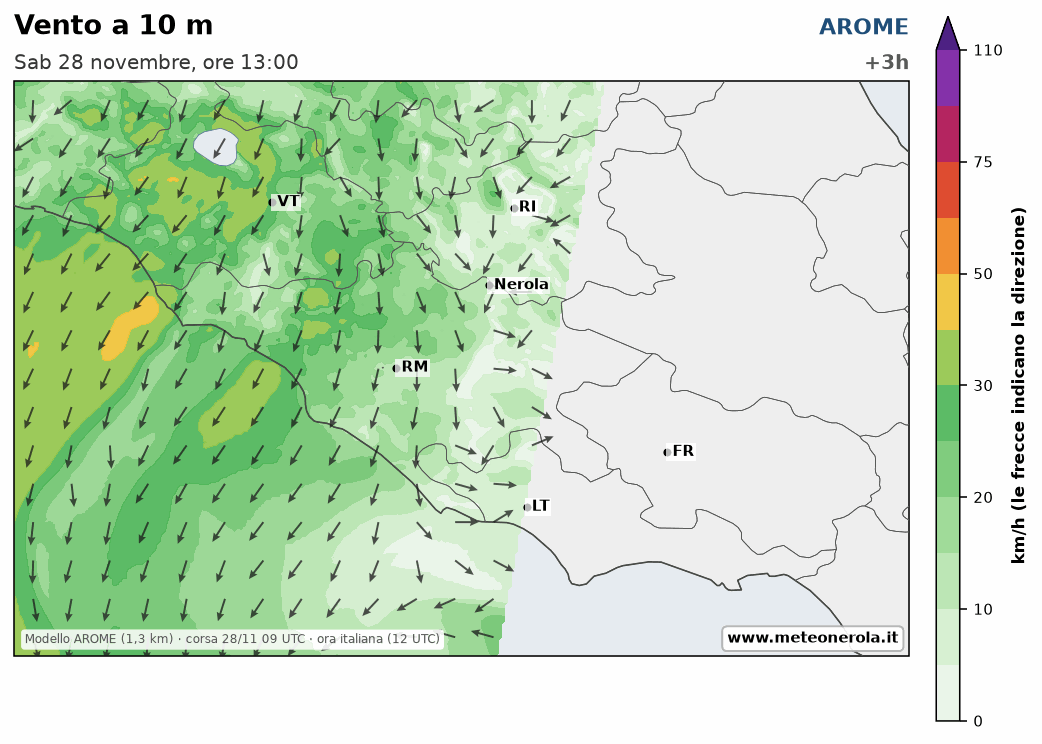 Vento a 10 m
AROME
Sab 28 novembre, ore 13:00
+3h
110
75
50
30
20
10
0
km/h (le frecce indicano la direzione)
VT
RI
Nerola
RM
FR
LT
Modello AROME (1,3 km) · corsa 28/11 09 UTC · ora italiana (12 UTC)
www.meteonerola.it